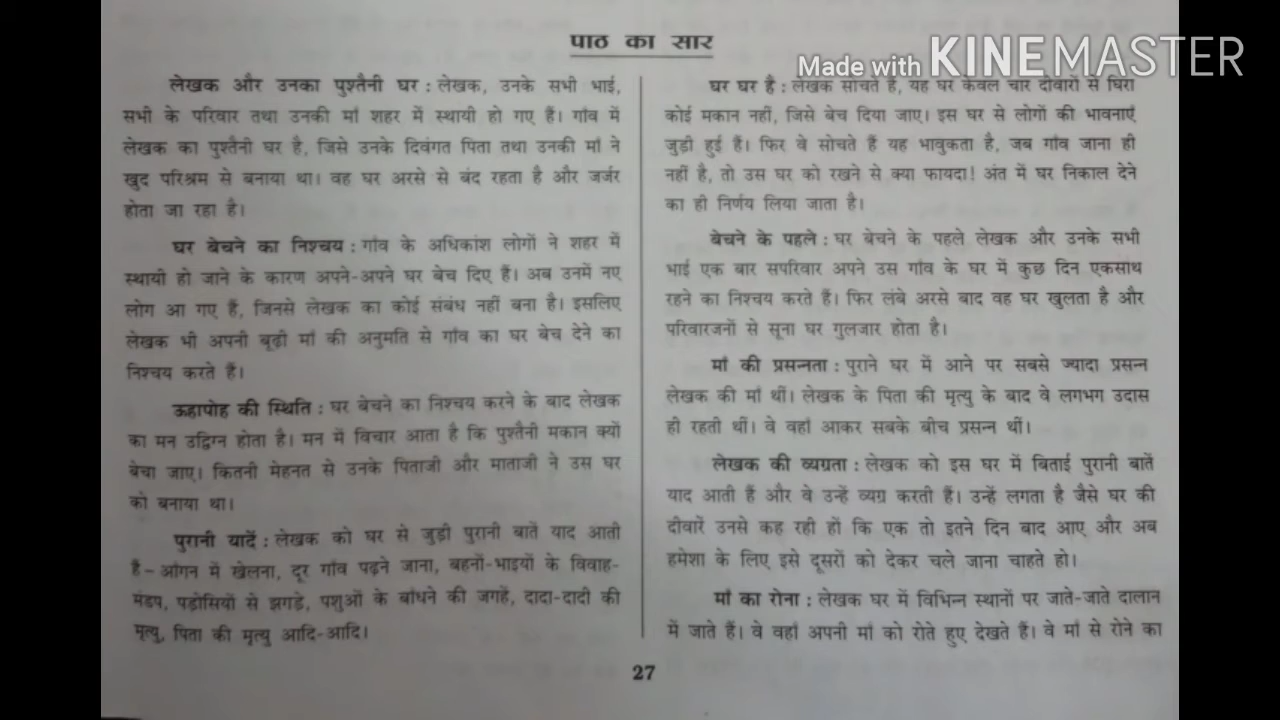 पाठ का सार
Made with KINEMASTER
लेखक और उनका पुश्तैनी घर : लेखक, उनके सभी भाई,
सभी के परिवार तथा उनकी माँ शहर में स्थायी हो गए हैं। गाँव में
लेखक का पुश्तैनी घर है, जिसे उनके दिवंगत पिता तथा उनकी माँ ने
खुद परिश्रम से बनाया था। वह घर अरसे से बंद रहता है और जर्जर
होता जा रहा है।
घर बेचने का निश्चय : गाँव के अधिकांश लोगों ने शहर में
स्थायी हो जाने के कारण अपने-अपने घर बेच दिए हैं। अब उनमें नए
लोग आ गए हैं, जिनसे लेखक का कोई संबंध नहीं बना है। इसलिए
लेखक भी अपनी बूढ़ी माँ की अनुमति से गाँव का घर बेच देने का
निश्चय करते हैं।
ऊहापोह की स्थिति : घर बेचने का निश्चय करने के बाद लेखक
का मन उद्विग्न होता है। मन में विचार आता है कि पुश्तैनी मकान क्यों
बेचा जाए। कितनी मेहनत से उनके पिताजी और माताजी ने उस घर
को बनाया था।
पुरानी यादें : लेखक को घर से जुड़ी पुरानी बातें याद आती
है – आँगन में खेलना, दूर गाँव पढ़ने जाना, बहनों-भाइयों के विवाह-
मंडप, पड़ोसियों से झगड़े, पशुओं के बाँधने की जगहें, दादा-दादी की
मृत्यु, पिता की मृत्यु आदि-आदि।
घर घर है : लेखक सोचते हैं, यह घर केवल चार दीवारों से घिरा
कोई मकान नहीं, जिसे बेच दिया जाए। इस घर से लोगों की भावनाएँ
जुड़ी हुई हैं। फिर वे सोचते हैं यह भावुकता है, जब गाँव जाना ही
नहीं है, तो उस घर को रखने से क्या फायदा! अंत में घर निकाल देने
का ही निर्णय लिया जाता है।
बेचने के पहले : घर बेचने के पहले लेखक और उनके सभी
भाई एक बार सपरिवार अपने उस गाँव के घर में कुछ दिन एकसाथ
रहने का निश्चय करते हैं। फिर लंबे अरसे बाद वह घर खुलता है और
परिवारजनों से सूना घर गुलजार होता है।
माँ की प्रसन्नता : पुराने घर में आने पर सबसे ज्यादा प्रसन्न
लेखक की माँ थीं। लेखक के पिता की मृत्यु के बाद वे लगभग उदास
ही रहती थीं। वे वहाँ आकर सबके बीच प्रसन्न थीं।
लेखक की व्यग्रता : लेखक को इस घर में बिताई पुरानी बातें
याद आती हैं और वे उन्हें व्यग्र करती हैं। उन्हें लगता है जैसे घर की
दीवारें उनसे कह रही हों कि एक तो इतने दिन बाद आए और अब
हमेशा के लिए इसे दूसरों को देकर चले जाना चाहते हो।
माँ का रोना : लेखक घर में विभिन्न स्थानों पर जाते-जाते दालान
में जाते हैं। वे वहाँ अपनी माँ को रोते हुए देखते हैं। वे माँ से रोने का
27